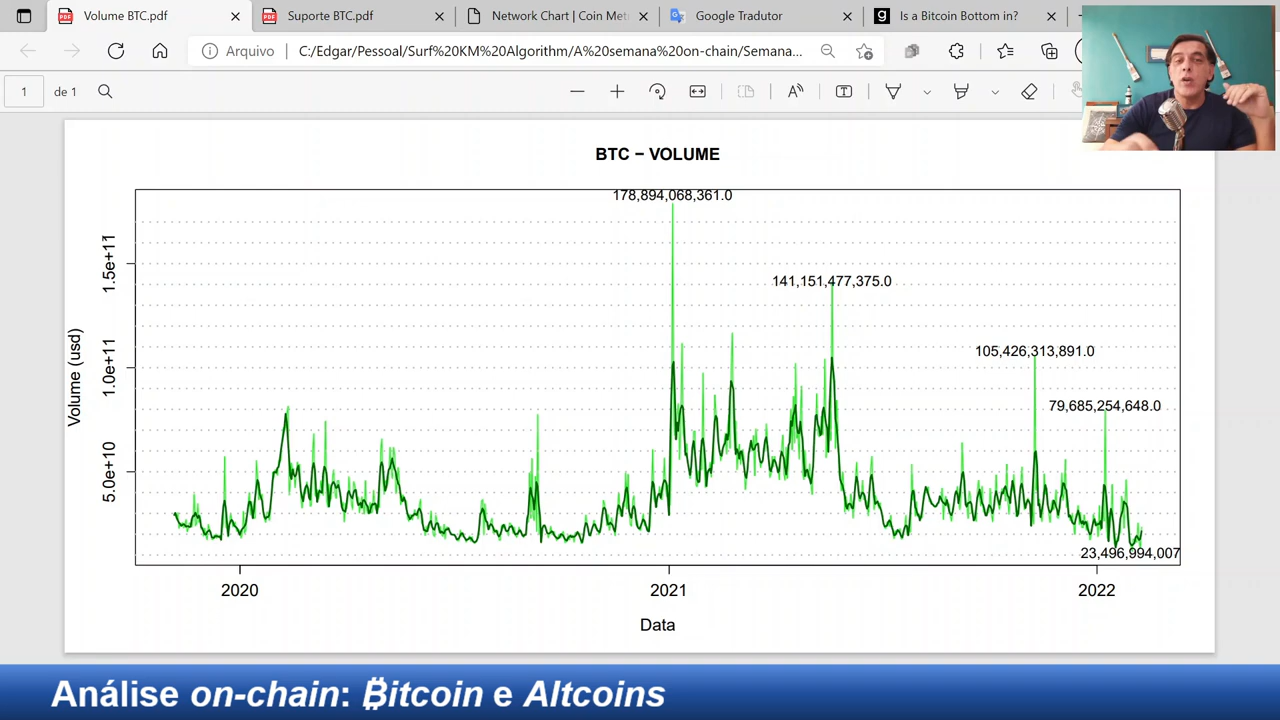 Volume BTC.pdf
Suporte BTC.pdf
Network Chart | Coin Met
Google Tradutor
Is a Bitcoin Bottom in?
Arquivo
C:/Edgar/Pessoal/Surf%20KM%20Algorithm/A%20semana%20on-chain/Semana...
1
de 1
BTC − VOLUME
178,894,068,361.0
141,151,477,375.0
105,426,313,891.0
79,685,254,648.0
23,496,994,007
Volume (usd)
1.5e+11
1.0e+11
5.0e+10
2020
2021
2022
Data
Análise on-chain: ₿itcoin e Altcoins